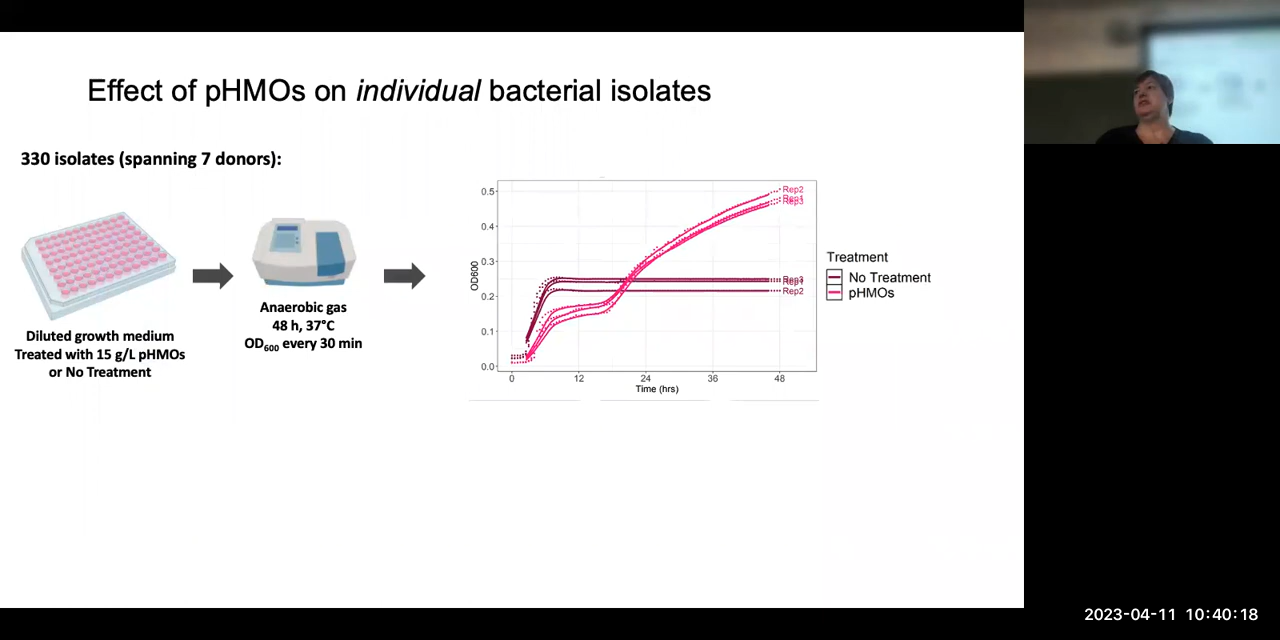 Effect of pHMOs on individual bacterial isolates
330 isolates (spanning 7 donors):
Diluted growth medium
Treated with 15 g/L pHMOs
or No Treatment
Anaerobic gas
48 h, 37°C
OD600 every 30 min
OD600
0.5
0.4
0.3
0.2
0.1
0.0
0
12
24
36
48
Time (hrs)
Rep2
Rep1
Rep3
Rep3
Rep1
Rep2
Treatment
No Treatment
pHMOs
2023-04-11 10:40:18